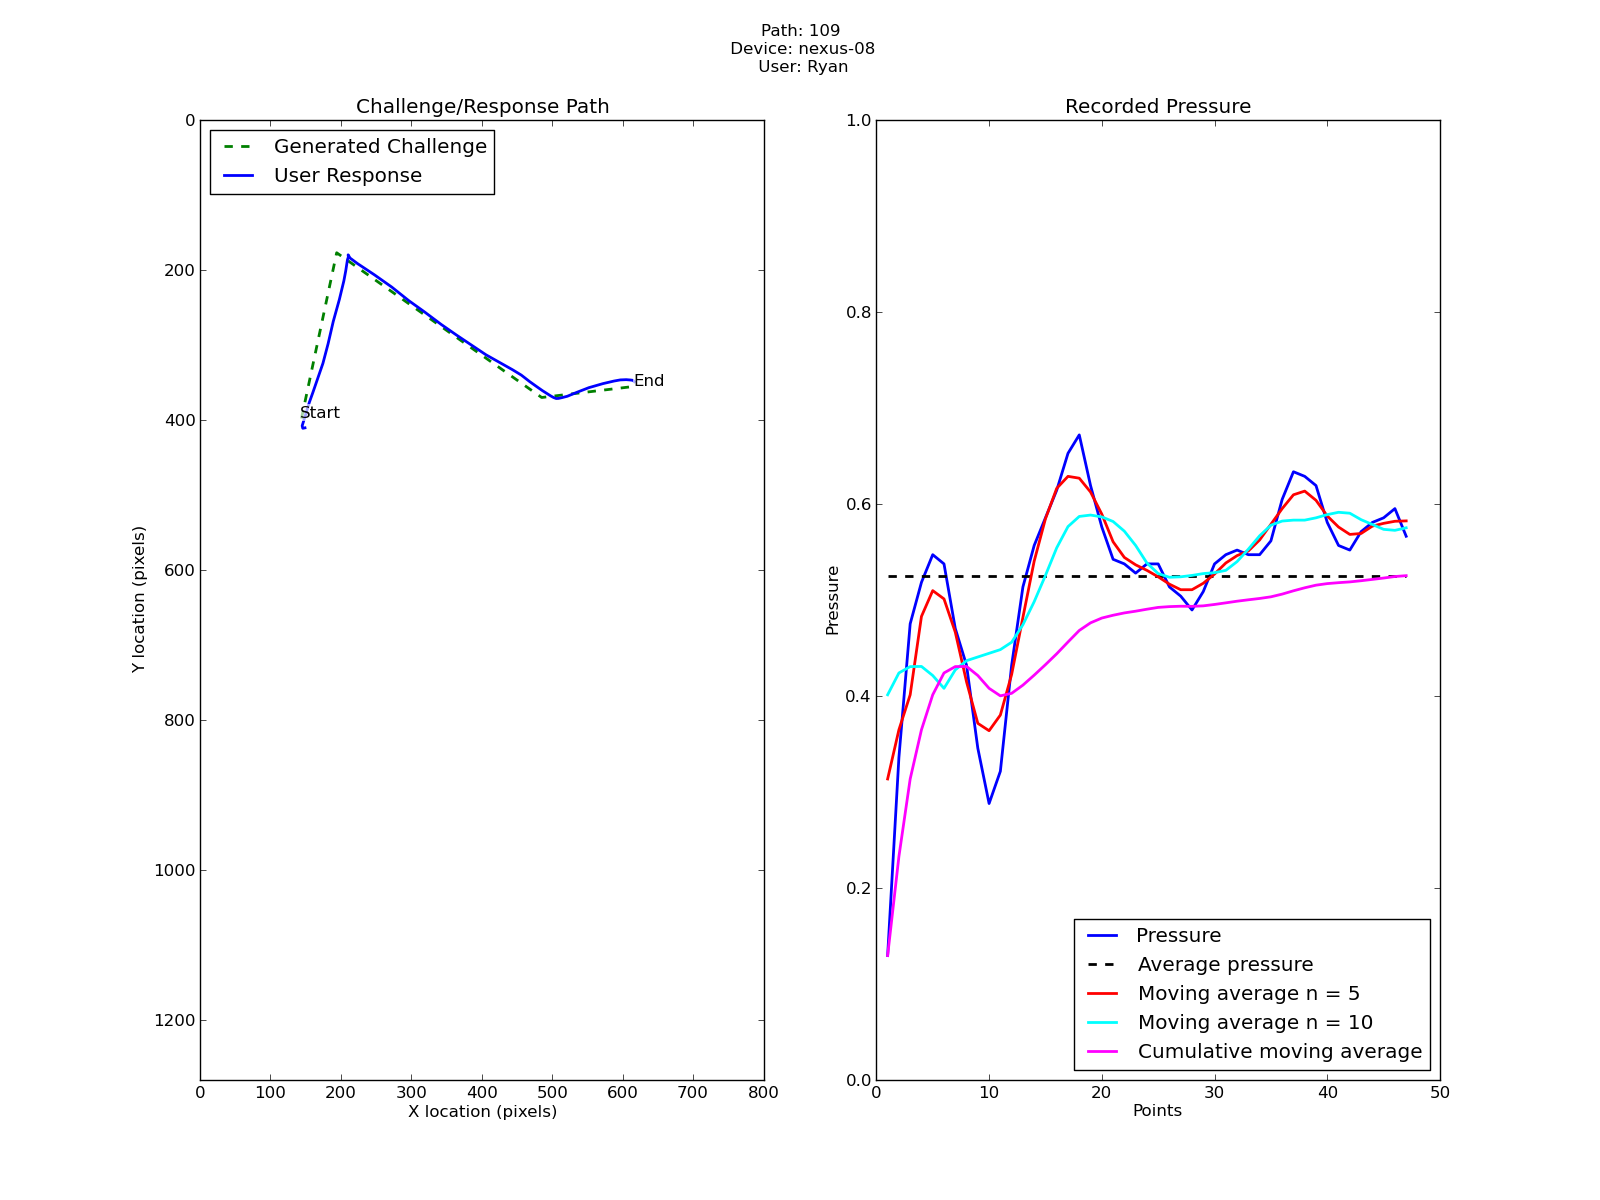 Path: 109
Device: nexus-08
User: Ryan
Challenge/Response Path
0
200
400
600
800
1000
1200
Y location (pixels)
Generated Challenge
User Response
Start
End
0 100 200 300 400 500 600 700 800
X location (pixels)
Recorded Pressure
1.0
0.8
0.6
0.4
0.2
0.0
Pressure
Pressure
Average pressure
Moving average n = 5
Moving average n = 10
Cumulative moving average
0 10 20 30 40 50
Points